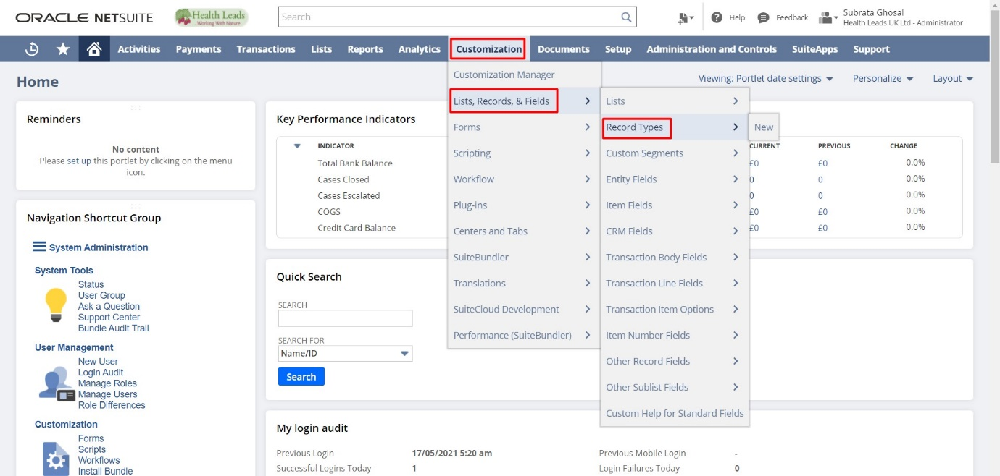 ORACLE NETSUITE
Health Leads
Working With Nature
Search
Help
Feedback
Subrata Ghosal
Health Leads UK Ltd - Administrator
Activities Payments Transactions Lists Reports Analytics Customization Documents Setup Administration and Controls SuiteApps Support
Home
Viewing: Portlet date settings Personalize Layout
Customization Manager
Lists, Records, & Fields
Forms
Scripting
Workflow
Plug-ins
Centers and Tabs
SuiteBundler
Translations
SuiteCloud Development
Performance (SuiteBundler)
Lists
Record Types
Custom Segments
Entity Fields
Item Fields
CRM Fields
Transaction Body Fields
Transaction Line Fields
Transaction Item Options
Item Number Fields
Other Record Fields
Other Sublist Fields
Custom Help for Standard Fields
New
Reminders
No content
Please set up this portlet by clicking on the menu
icon.
Navigation Shortcut Group
System Administration
System Tools
Status
User Group
Ask a Question
Support Center
Bundle Audit Trail
User Management
New User
Login Audit
Manage Roles
Manage Users
Role Differences
Customization
Forms
Scripts
Workflows
Install Bundle
Key Performance Indicators
INDICATOR CURRENT PREVIOUS CHANGE
Total Bank Balance £0 £0 0.0%
Cases Closed 0 0 0.0%
Cases Escalated 0 0 0.0%
COGS £0 £0 0.0%
Credit Card Balance £0 £0 0.0%
Quick Search
SEARCH
SEARCH FOR
Name/ID
Search
My login audit
Previous Login 17/05/2021 5:20 am Previous Mobile Login -
Successful Logins Today 1 Login Failures Today 0